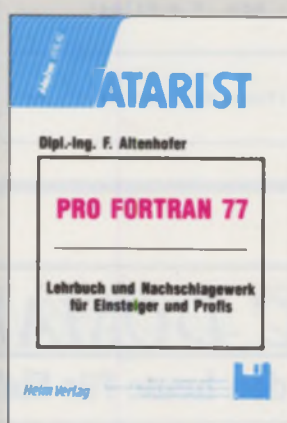 ATARI ST
Dipl.-Ing. F. Altenhofer
PRO FORTRAN 77
Lehrbuch und Nachschlagewerk
für Einsteiger und Profis
Heim Verlag